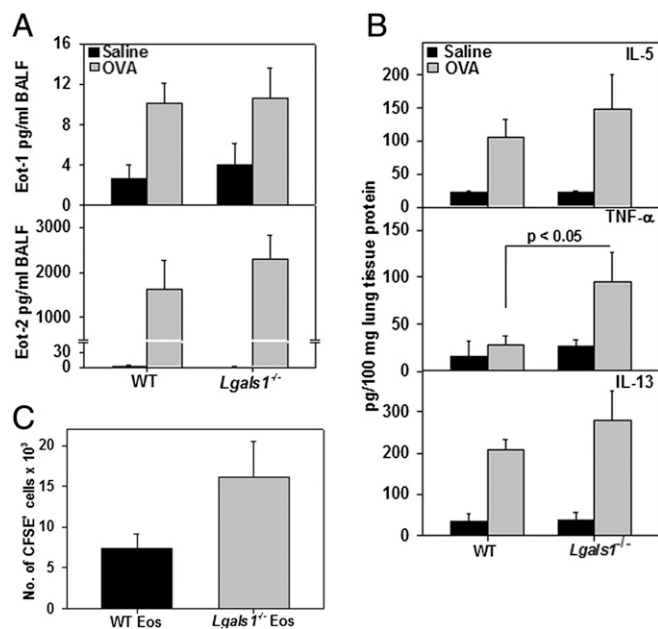 A
Saline
OVA
16
12
8
4
0
Eot-1 pg/ml BALF
3000
2000
1000
30
0
Eot-2 pg/ml BALF
WT
Lgals1-/-
B
Saline
OVA
IL-5
200
150
100
50
0
TNF-α
p < 0.05
100
50
0
IL-13
300
200
100
0
pg/100 mg lung tissue protein
WT
Lgals1-/-
C
20
15
10
5
0
No. of CFSE+ cells x 10³
WT Eos
Lgals1-/- Eos